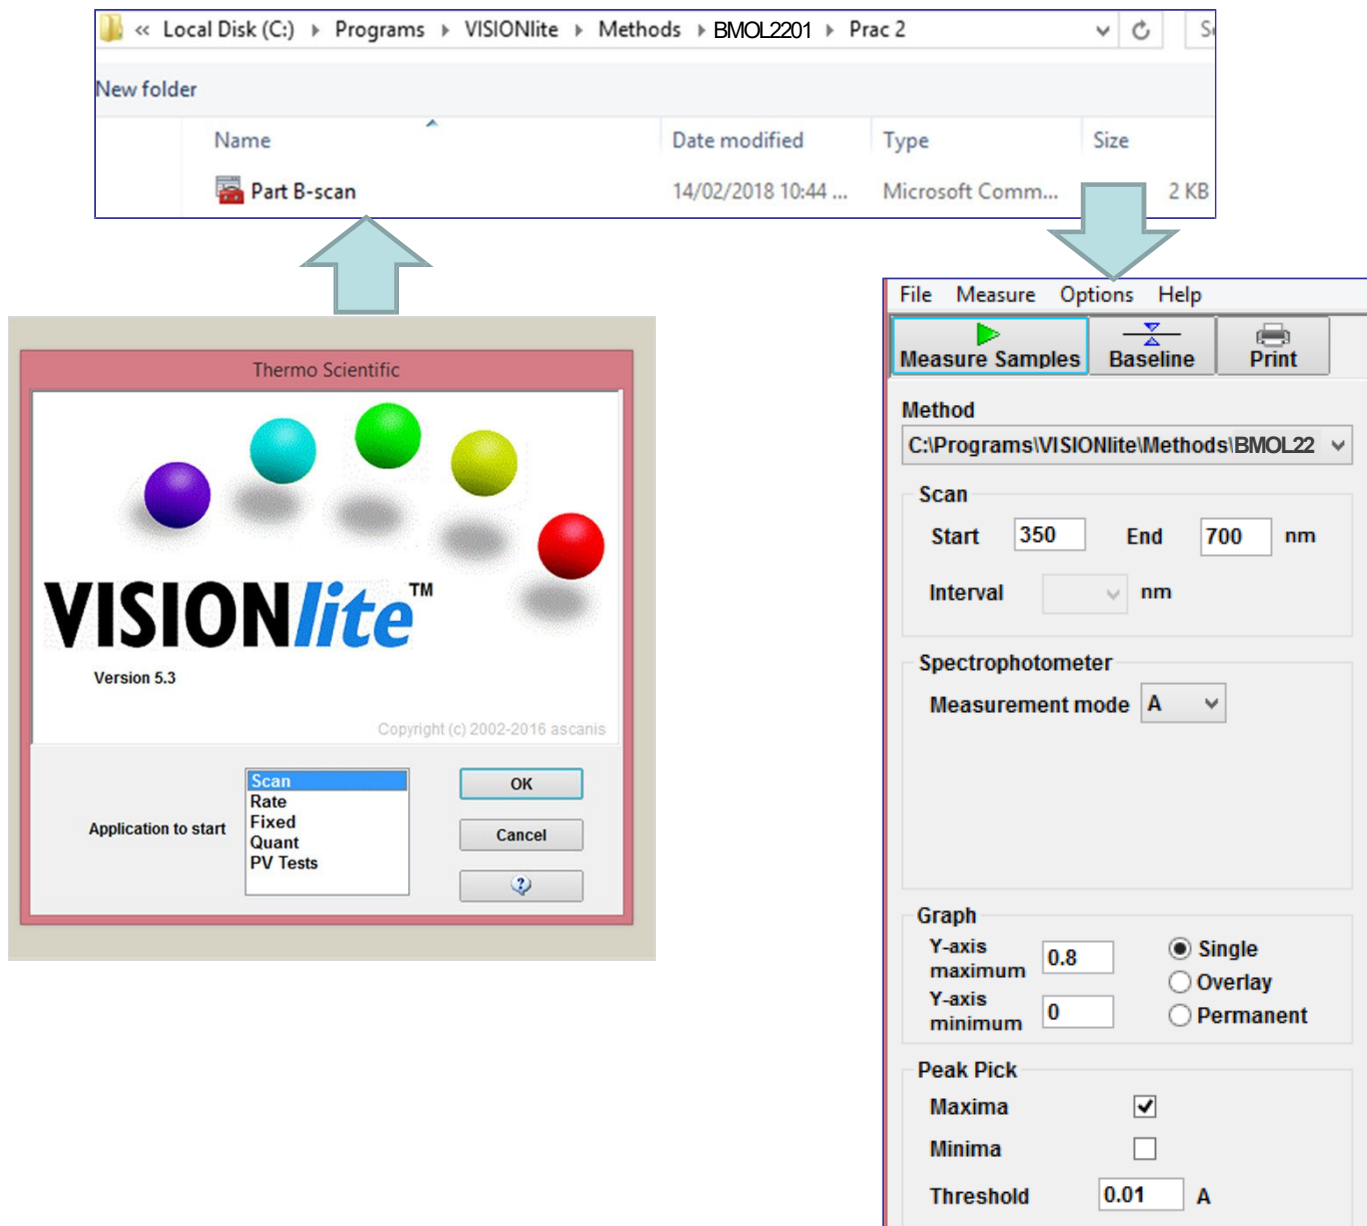 « Local Disk (C:) ▸ Programs ▸ VISIONlite ▸ Methods ▸ BMOL2201 ▸ Prac 2
New folder
Name Date modified Type Size
Part B-scan 14/02/2018 10:44 ... Microsoft Comm... 2 KB
Thermo Scientific
VISIONlite™
Version 5.3
Copyright (c) 2002-2016 ascanis
Application to start
Scan
Rate
Fixed
Quant
PV Tests
OK
Cancel
?
File Measure Options Help
Measure Samples Baseline Print
Method
C:\Programs\VISIONlite\Methods\BMOL22
Scan
Start 350 End 700 nm
Interval nm
Spectrophotometer
Measurement mode A
Graph
Y-axis maximum 0.8
Y-axis minimum 0
Single
Overlay
Permanent
Peak Pick
Maxima
Minima
Threshold 0.01 A